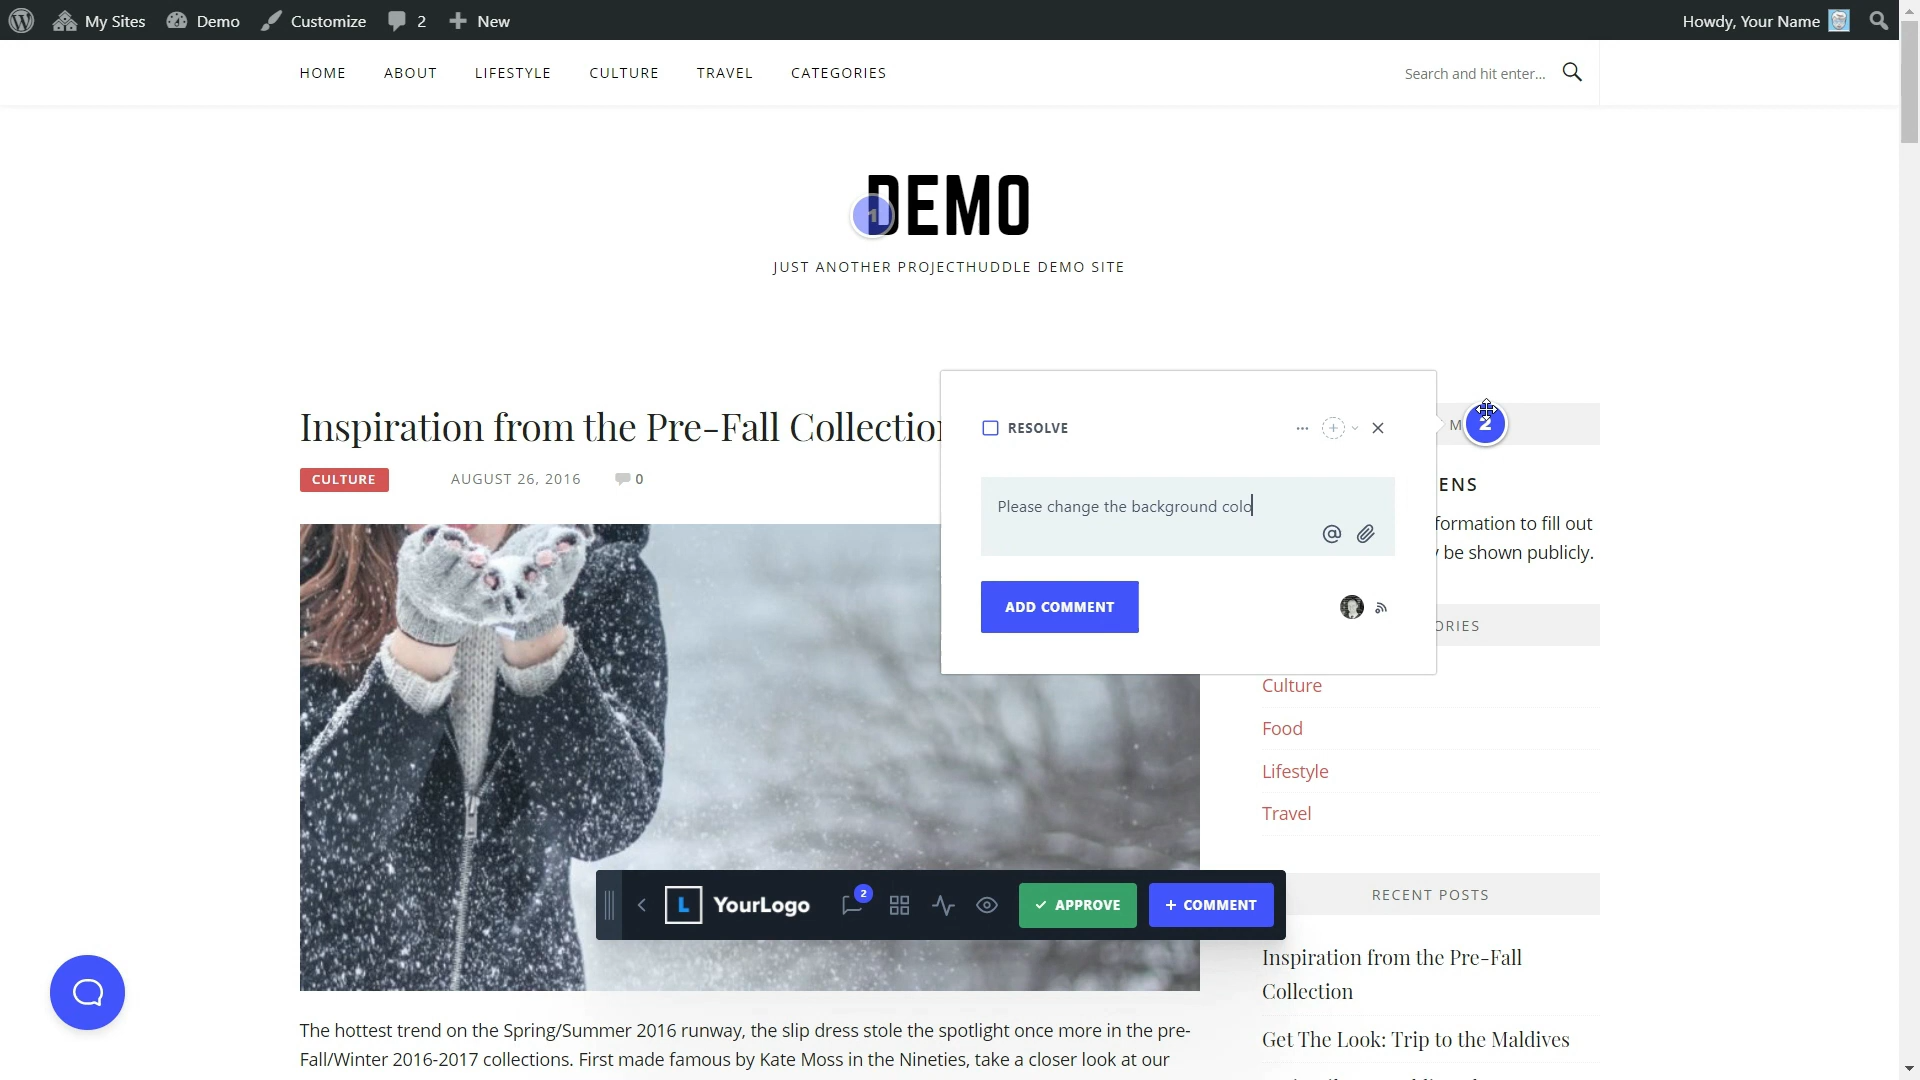 My Sites Demo Customize 2 New Howdy, Your Name
HOME ABOUT LIFESTYLE CULTURE TRAVEL CATEGORIES Search and hit enter...
DEMO
1
JUST ANOTHER PROJECTHUDDLE DEMO SITE
Inspiration from the Pre-Fall Collection
CULTURE AUGUST 26, 2016 0
RESOLVE
Please change the background colo
ADD COMMENT
M 2
ENS
formation to fill out
y be shown publicly.
ORIES
Culture
Food
Lifestyle
Travel
L YourLogo 2 APPROVE + COMMENT
RECENT POSTS
Inspiration from the Pre-Fall
Collection
Get The Look: Trip to the Maldives
The hottest trend on the Spring/Summer 2016 runway, the slip dress stole the spotlight once more in the pre-
Fall/Winter 2016-2017 collections. First made famous by Kate Moss in the Nineties, take a closer look at our